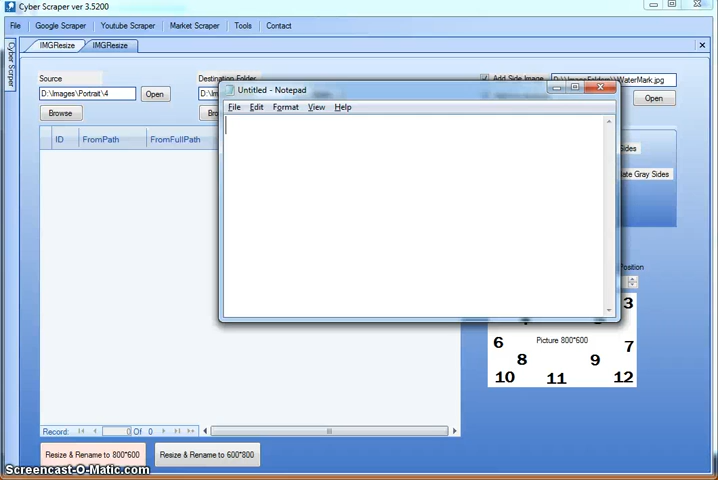 Cyber Scraper ver 3.5200
File Google Scraper Youtube Scraper Market Scraper Tools Contact
Cyber Scraper
IMGResize IMGResize
Source
Destination Folder
Add Side Image
D:\Images\Portrait\4
Open
WaterMark.jpg
Browse
Open
Untitled - Notepad
File Edit Format View Help
ID FromPath FromFullPath
Sides
Gray Sides
Position
3
6
Picture 800*600
7
8
9
10
11
12
Record: 0 Of 0
Resize & Rename to 800*600
Resize & Rename to 600*800
Screencast-O-Matic.com